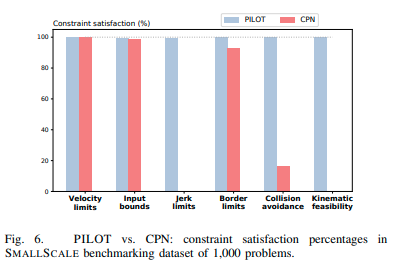 Constraint satisfaction (%)
PILOT CPN
100
80
60
40
20
0
Velocity limits
Input bounds
Jerk limits
Border limits
Collision avoidance
Kinematic feasibility
Fig. 6. PILOT vs. CPN: constraint satisfaction percentages in
SMALLSCALE benchmarking dataset of 1,000 problems.